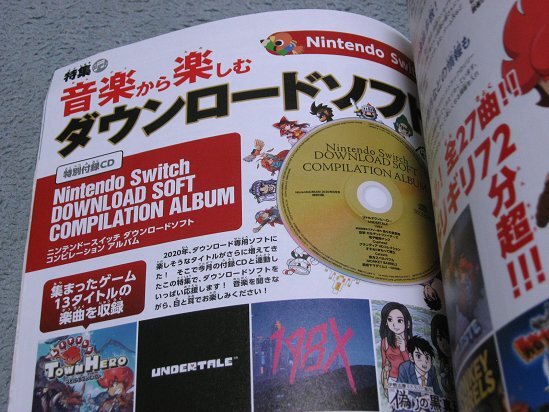 特集
Nintendo Swit
音楽から楽しむ
ダウンロードソフト
特別付録CD
Nintendo Switch
DOWNLOAD SOFT
COMPILATION ALBUM
ニンテンドースイッチ ダウンロードソフト
コンピレーション アルバム
集まったゲーム
13タイトルの
楽曲を収録
2020年、ダウンロード専用ソフトに
楽しそうなタイトルがさらに増えてき
た! そこで今月の付録CDと連動し
たこの特集で、ダウンロードソフトを
いっぱい応援します! 音楽を聞きな
がら、目と耳でお楽しみください!
Nintendo Switch
DOWNLOAD SOFT
COMPILATION ALBUM
全27曲!!
ギリ72
分超!!!
TOWN HERO
UNDERTALE
198X
偽りの黒